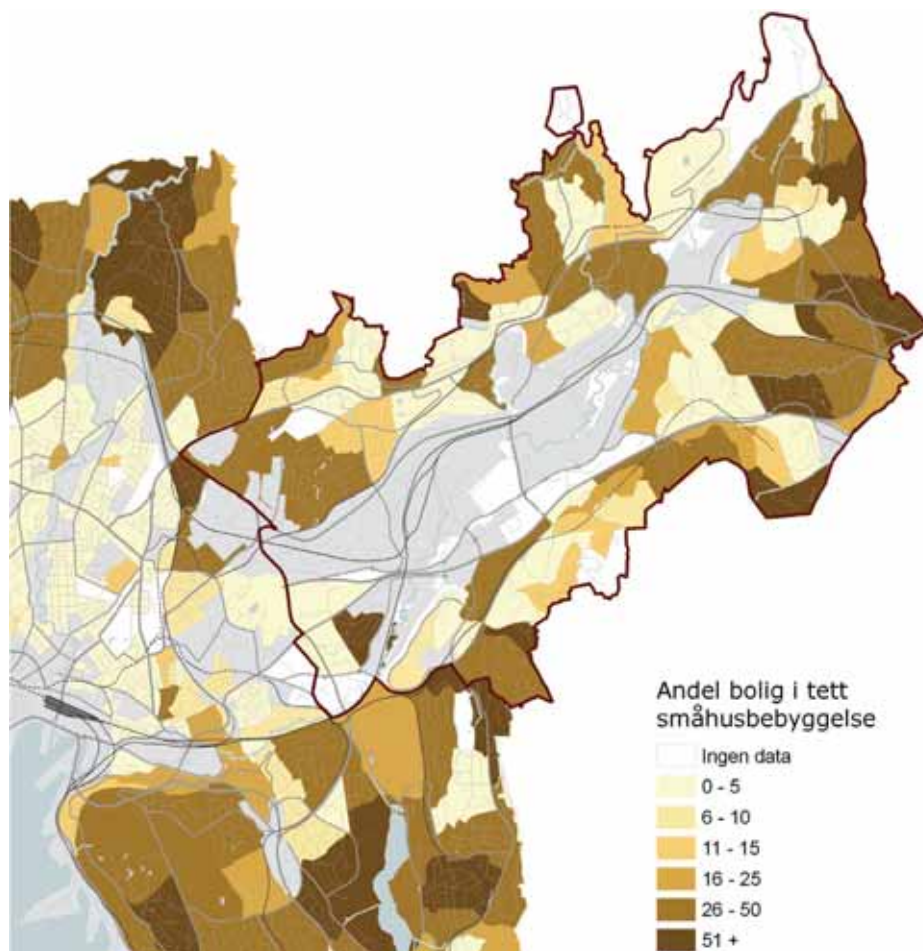 Andel bolig i tett
småhusbebyggelse
Ingen data
0 - 5
6 - 10
11 - 15
16 - 25
26 - 50
51 +